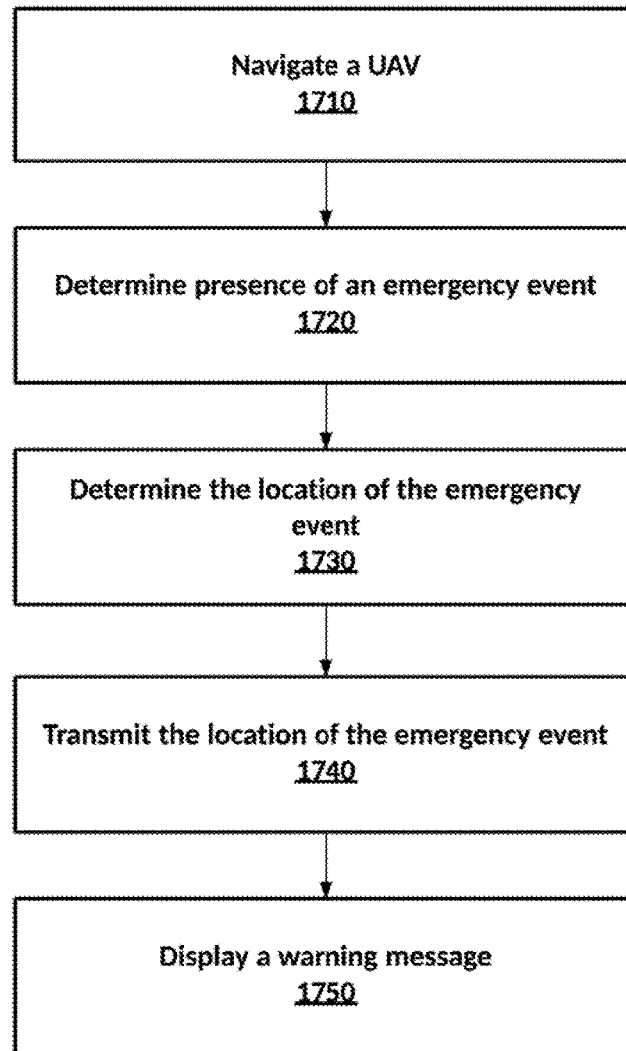 Navigate a UAV
1710
Determine presence of an emergency event
1720
Determine the location of the emergency
event
1730
Transmit the location of the emergency event
1740
Display a warning message
1750